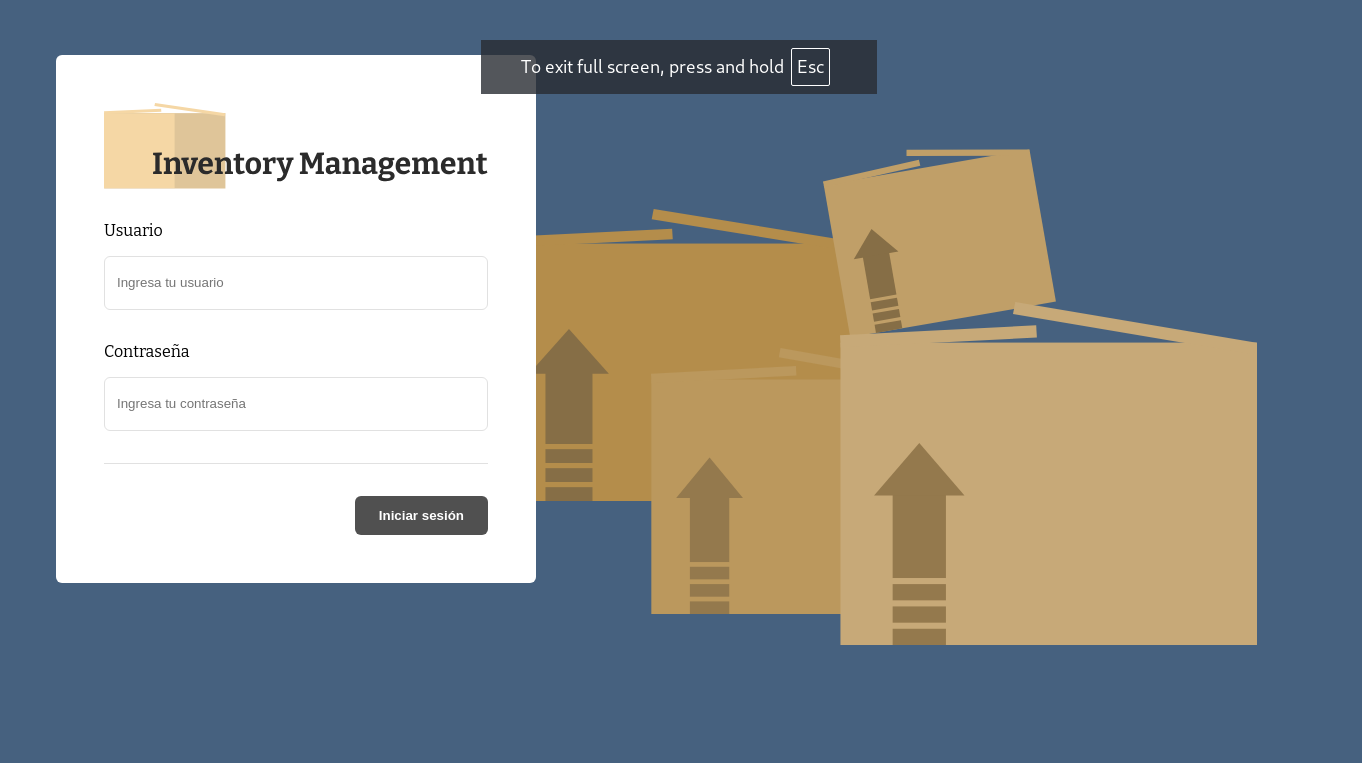 To exit full screen, press and hold Esc
Inventory Management
Usuario
Ingresa tu usuario
Contraseña
Ingresa tu contraseña
Iniciar sesión